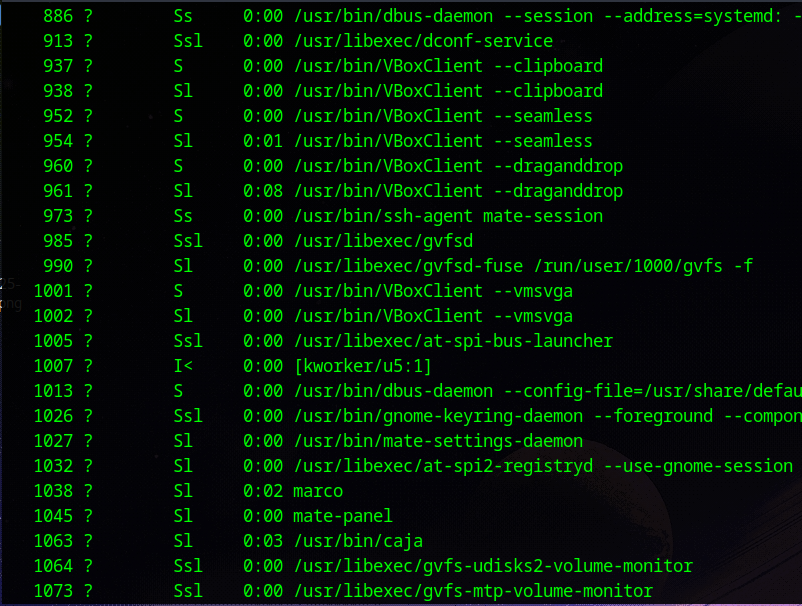 886 ? Ss 0:00 /usr/bin/dbus-daemon --session --address=systemd: -
913 ? Ssl 0:00 /usr/libexec/dconf-service
937 ? S 0:00 /usr/bin/VBoxClient --clipboard
938 ? Sl 0:00 /usr/bin/VBoxClient --clipboard
952 ? S 0:00 /usr/bin/VBoxClient --seamless
954 ? Sl 0:01 /usr/bin/VBoxClient --seamless
960 ? S 0:00 /usr/bin/VBoxClient --draganddrop
961 ? Sl 0:08 /usr/bin/VBoxClient --draganddrop
973 ? Ss 0:00 /usr/bin/ssh-agent mate-session
985 ? Ssl 0:00 /usr/libexec/gvfsd
990 ? Sl 0:00 /usr/libexec/gvfsd-fuse /run/user/1000/gvfs -f
1001 ? S 0:00 /usr/bin/VBoxClient --vmsvga
1002 ? Sl 0:00 /usr/bin/VBoxClient --vmsvga
1005 ? Ssl 0:00 /usr/libexec/at-spi-bus-launcher
1007 ? I< 0:00 [kworker/u5:1]
1013 ? S 0:00 /usr/bin/dbus-daemon --config-file=/usr/share/defau
1026 ? Ssl 0:00 /usr/bin/gnome-keyring-daemon --foreground --compon
1027 ? Sl 0:00 /usr/bin/mate-settings-daemon
1032 ? Sl 0:00 /usr/libexec/at-spi2-registryd --use-gnome-session
1038 ? Sl 0:02 marco
1045 ? Sl 0:00 mate-panel
1063 ? Sl 0:03 /usr/bin/caja
1064 ? Ssl 0:00 /usr/libexec/gvfs-udisks2-volume-monitor
1073 ? Ssl 0:00 /usr/libexec/gvfs-mtp-volume-monitor